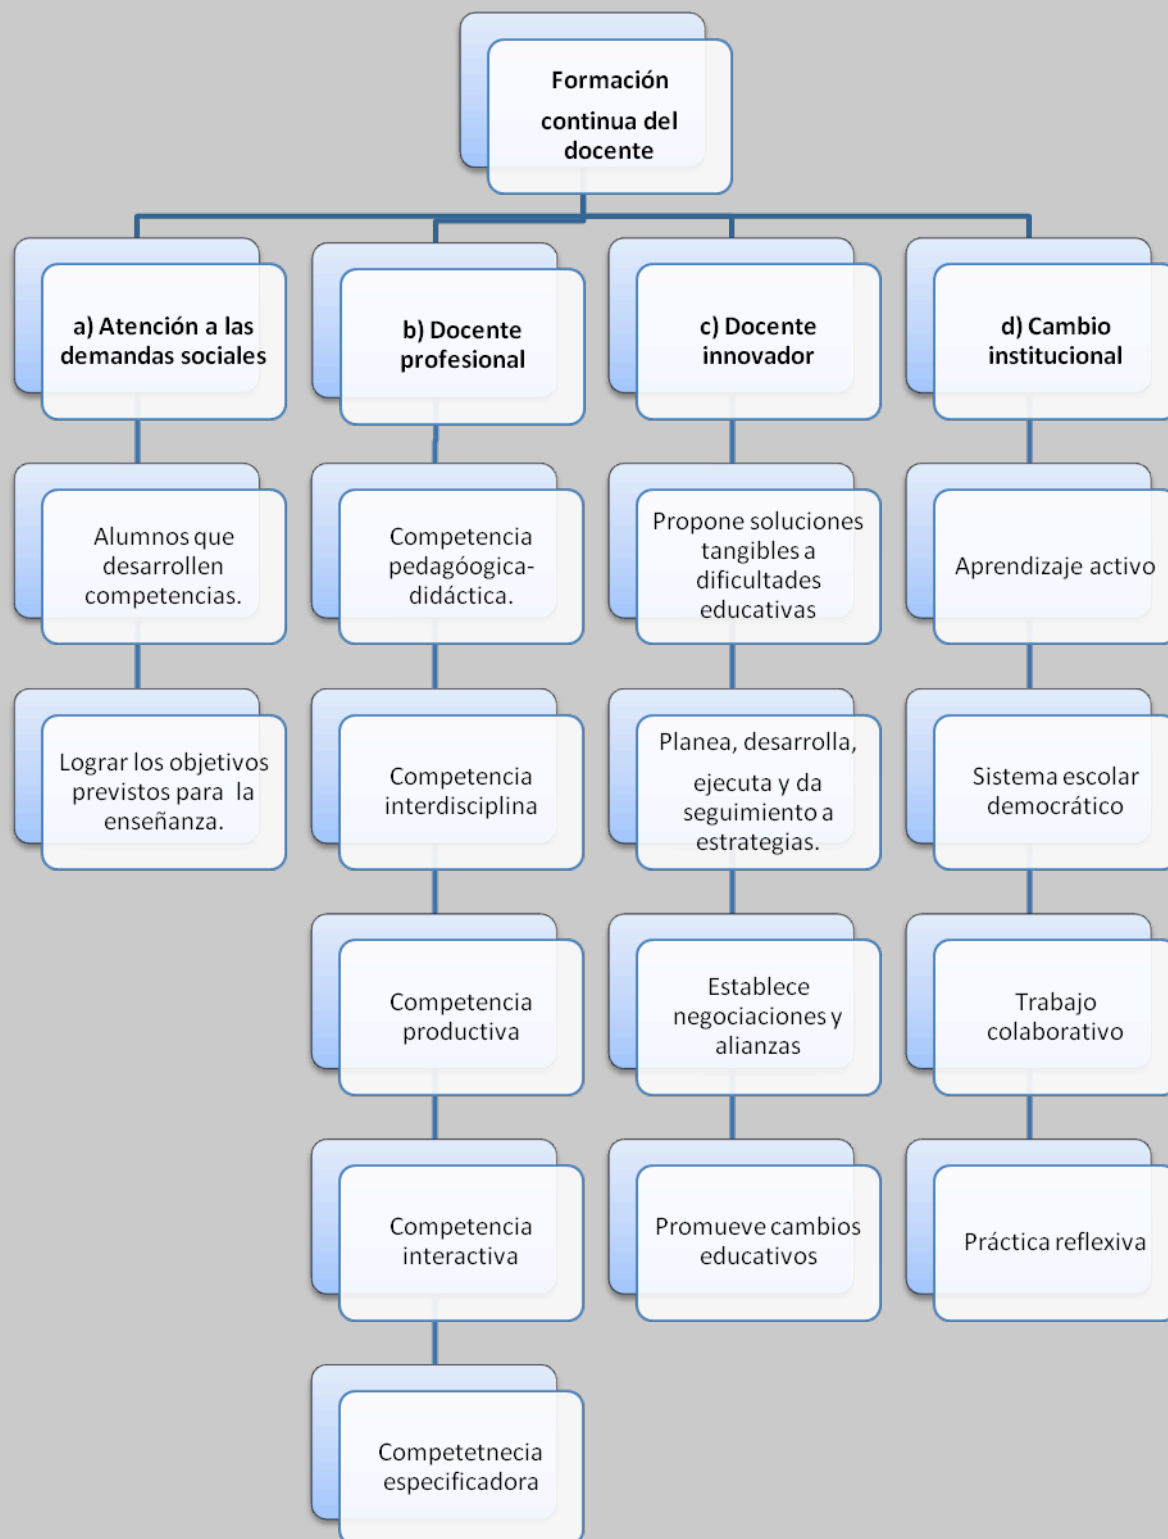 Formación
continua del
docente
a) Atención a las
demandas sociales
Alumnos que
desarrollen
competencias.
Lograr los objetivos
previstos para la
enseñanza.
b) Docente
profesional
Competencia
pedagóogica-
didáctica.
Competencia
interdisciplina
Competencia
productiva
Competencia
interactiva
Competetnecia
especificadora
c) Docente
innovador
Propone soluciones
tangibles a
dificultades
educativas
Planea, desarrolla,
ejecuta y da
seguimiento a
estrategias.
Establece
negociaciones y
alianzas
Promueve cambios
educativos
d) Cambio
institucional
Aprendizaje activo
Sistema escolar
democrático
Trabajo
colaborativo
Práctica reflexiva